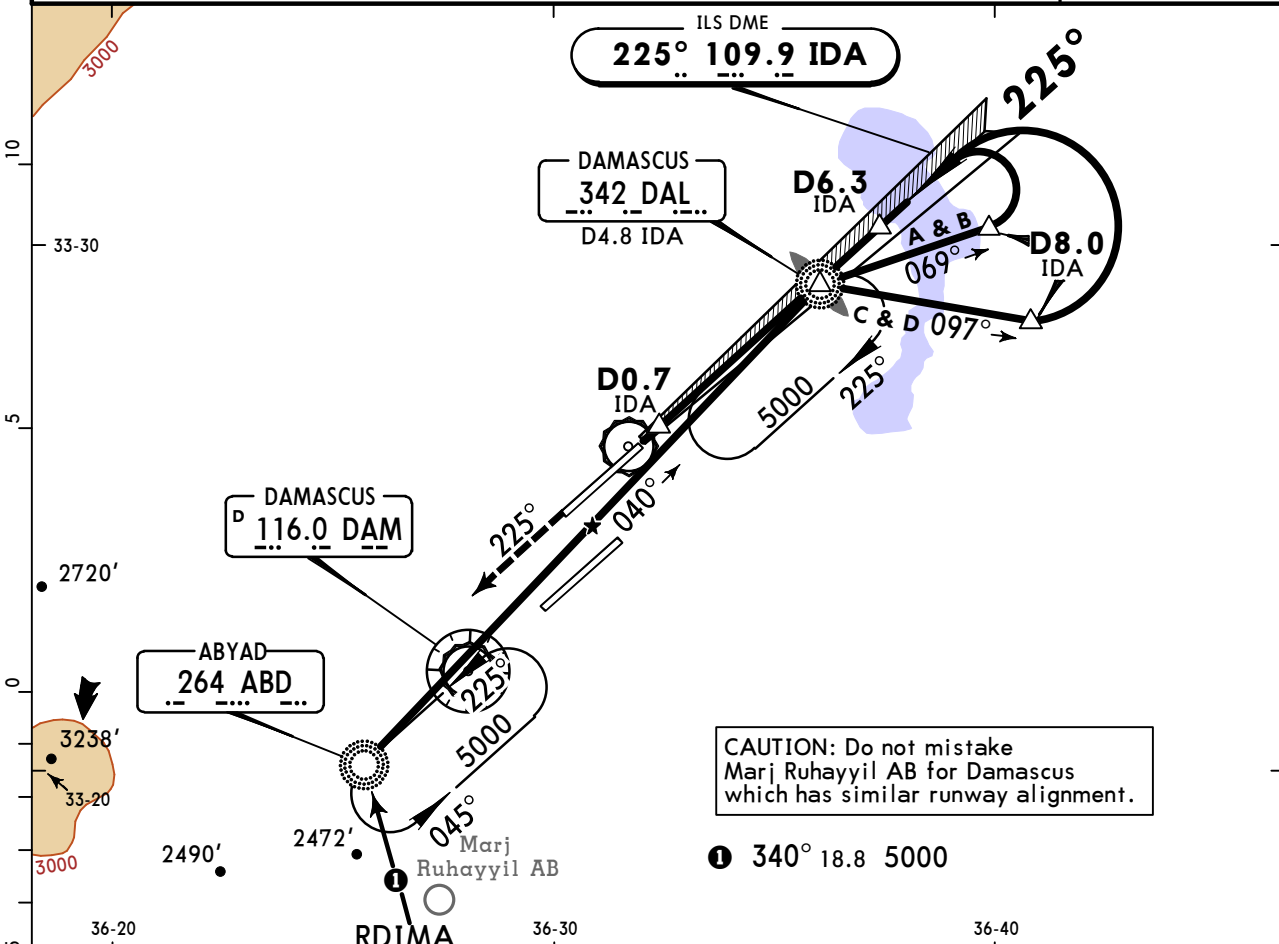 ILS DME
225° 109.9 IDA
225°
3000
DAMASCUS
342 DAL
D4.8 IDA
D6.3
IDA
10
33-30
A & B
069°
D8.0
IDA
C & D 097°
D0.7
IDA
5000
225°
5
040°
225°
DAMASCUS
D 116.0 DAM
2720'
ABYAD
264 ABD
225°
5000
045°
0
3238'
33-20
3000
2490'
2472'
Marj
Ruhayyil AB
1
RDIMA
CAUTION: Do not mistake
Marj Ruhayyil AB for Damascus
which has similar runway alignment.
1 340° 18.8 5000
36-20
36-30
36-40